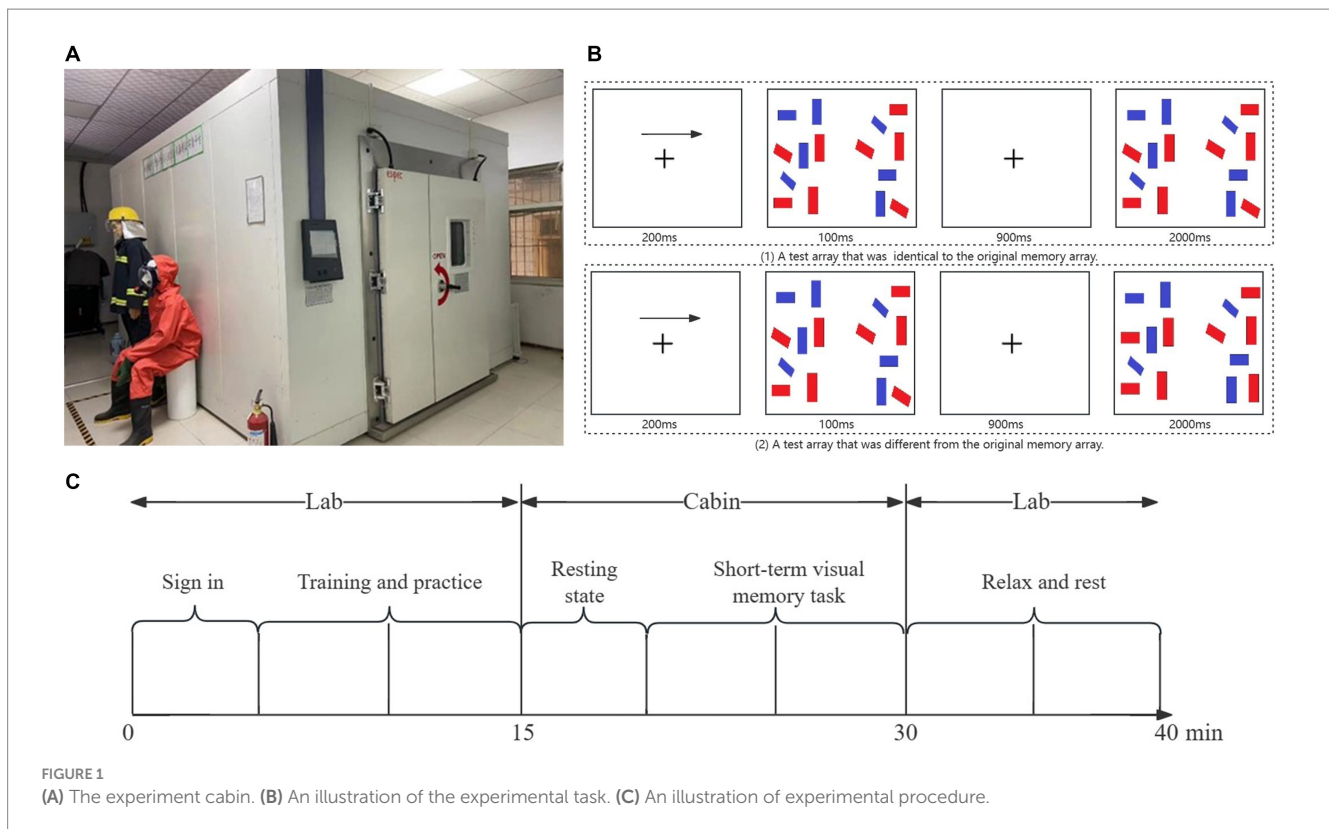 A
espec
OPEN
B
200ms
100ms
900ms
2000ms
(1) A test array that was identical to the original memory array.
200ms
100ms
900ms
2000ms
(2) A test array that was different from the original memory array.
C
Lab
Cabin
Lab
Sign in
Training and practice
Resting
state
Short-term visual
memory task
Relax and rest
0
15
30
40 min
FIGURE 1
(A) The experiment cabin. (B) An illustration of the experimental task. (C) An illustration of experimental procedure.